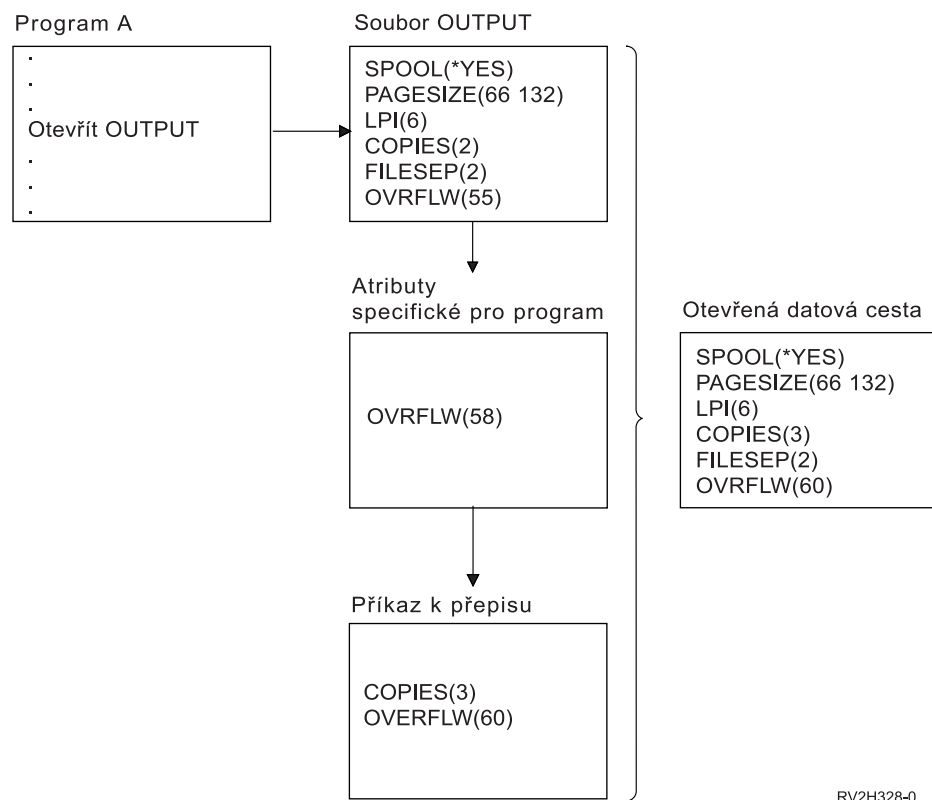 Program A
.
.
.
Otevřít OUTPUT
.
.
.
Soubor OUTPUT
SPOOL(*YES)
PAGESIZE(66 132)
LPI(6)
COPIES(2)
FILESEP(2)
OVRFLW(55)
Atributy
specifické pro program
OVRFLW(58)
Příkaz k přepisu
COPIES(3)
OVERFLW(60)
Otevřená datová cesta
SPOOL(*YES)
PAGESIZE(66 132)
LPI(6)
COPIES(3)
FILESEP(2)
OVRFLW(60)
RV2H328-0